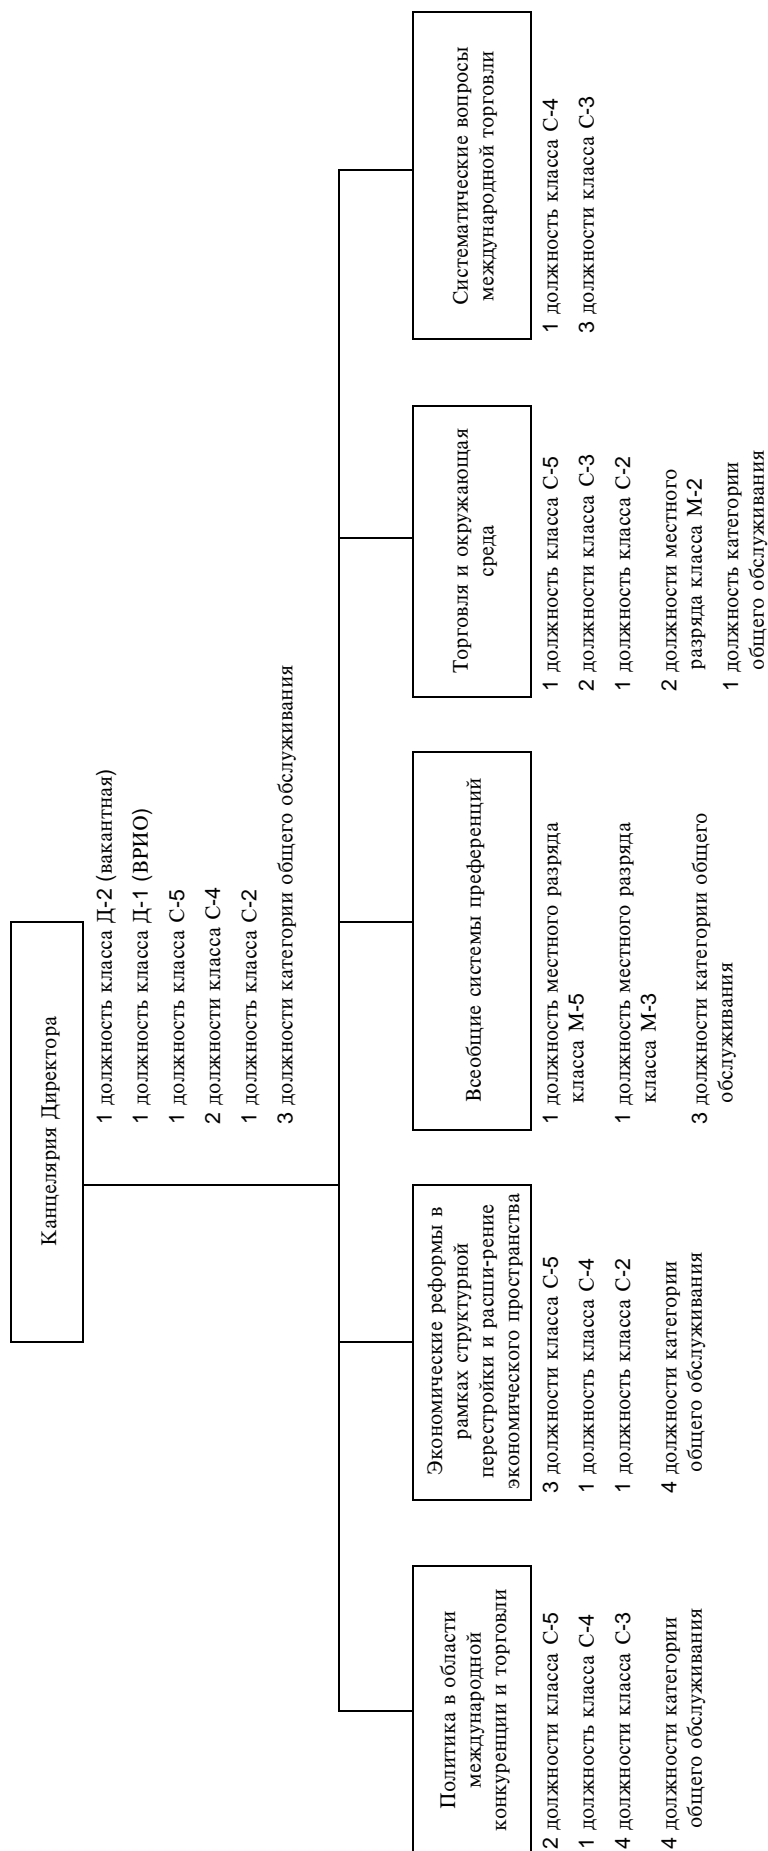 Канцелярия Директора
1 должность класса Д-2 (вакантная)
1 должность класса Д-1 (ВРИО)
1 должность класса С-5
2 должности класса С-4
1 должность класса С-2
3 должности категории общего обслуживания
Политика в области
международной
конкуренции и торговли
2 должности класса С-5
1 должность класса С-4
4 должности класса С-3
4 должности категории
общего обслуживания
Экономические реформы в
рамках структурной
перестройки и расши-рение
экономического пространства
3 должности класса С-5
1 должность класса С-4
1 должность класса С-2
4 должности категории
общего обслуживания
Всеобщие системы преференций
1 должность местного разряда
класса М-5
1 должность местного разряда
класса М-3
3 должности категории общего
обслуживания
Торговля и окружающая
среда
1 должность класса С-5
2 должности класса С-3
1 должность класса С-2
2 должности местного
разряда класса М-2
1 должность категории
общего обслуживания
Систематические вопросы
международной торговли
1 должность класса С-4
3 должности класса С-3